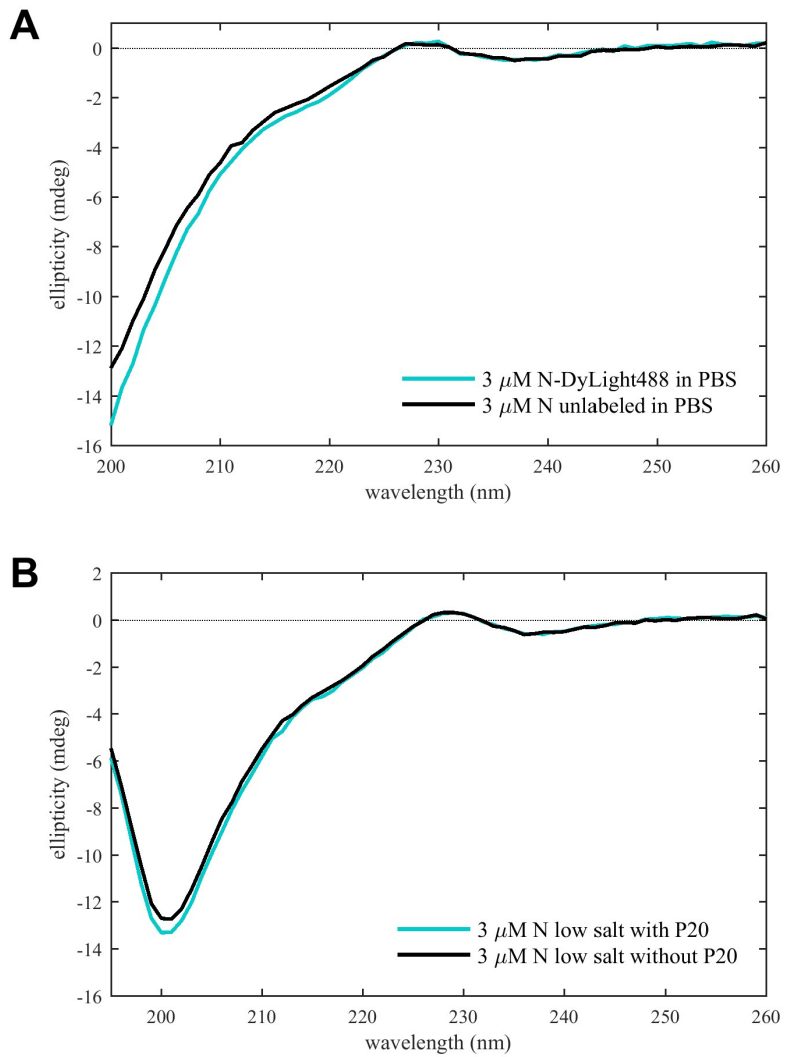 A
0
-2
-4
-6
-8
-10
-12
-14
-16
ellipticity (mdeg)
3 μM N-DyLight488 in PBS
3 μM N unlabeled in PBS
200 210 220 230 240 250 260
wavelength (nm)
B
2
0
-2
-4
-6
-8
-10
-12
-14
-16
ellipticity (mdeg)
3 μM N low salt with P20
3 μM N low salt without P20
200 210 220 230 240 250 260
wavelength (nm)